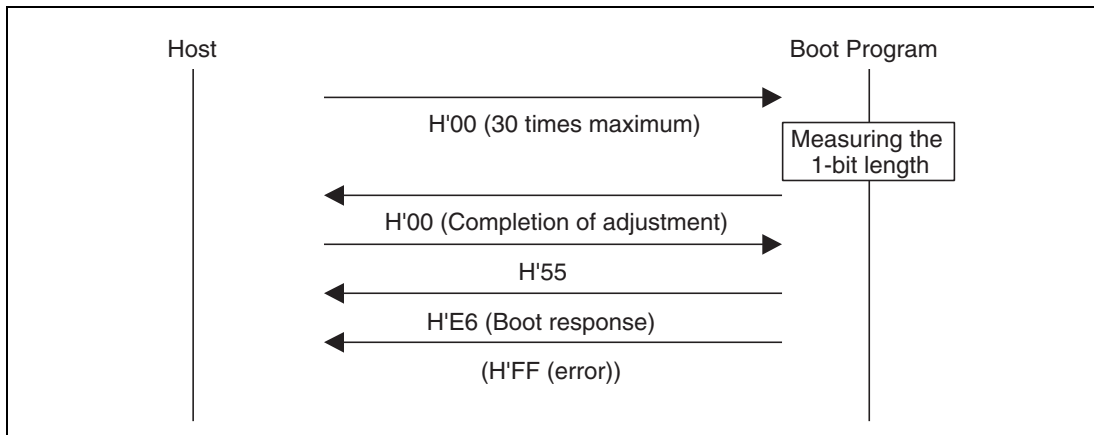 Host
Boot Program
H'00 (30 times maximum)
Measuring the
1-bit length
H'00 (Completion of adjustment)
H'55
H'E6 (Boot response)
(H'FF (error))